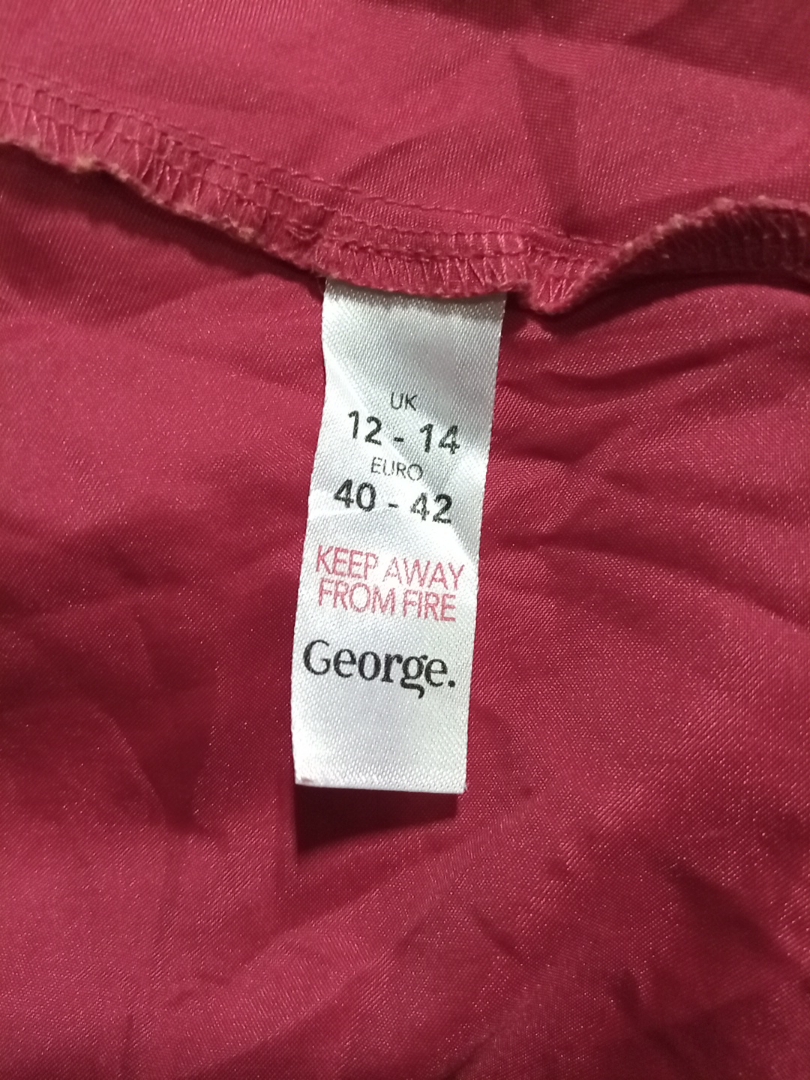 UK
12 - 14
EURO
40 - 42
KEEP AWAY
FROM FIRE
George.